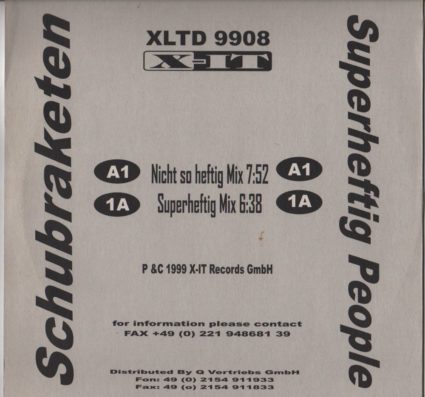 XLTD 9908
X-IT
Schubraketen
Superheftig People
A1 Nicht so heftig Mix 7:52 A1
1A Superheftig Mix 6:38 1A
P &C 1999 X-IT Records GmbH
for information please contact
FAX +49 (0) 221 948681 39
Distributed By Q Vertriebs GmbH
Fon: 49 (0) 2154 911833
Fax: 49 (o) 2154 911833